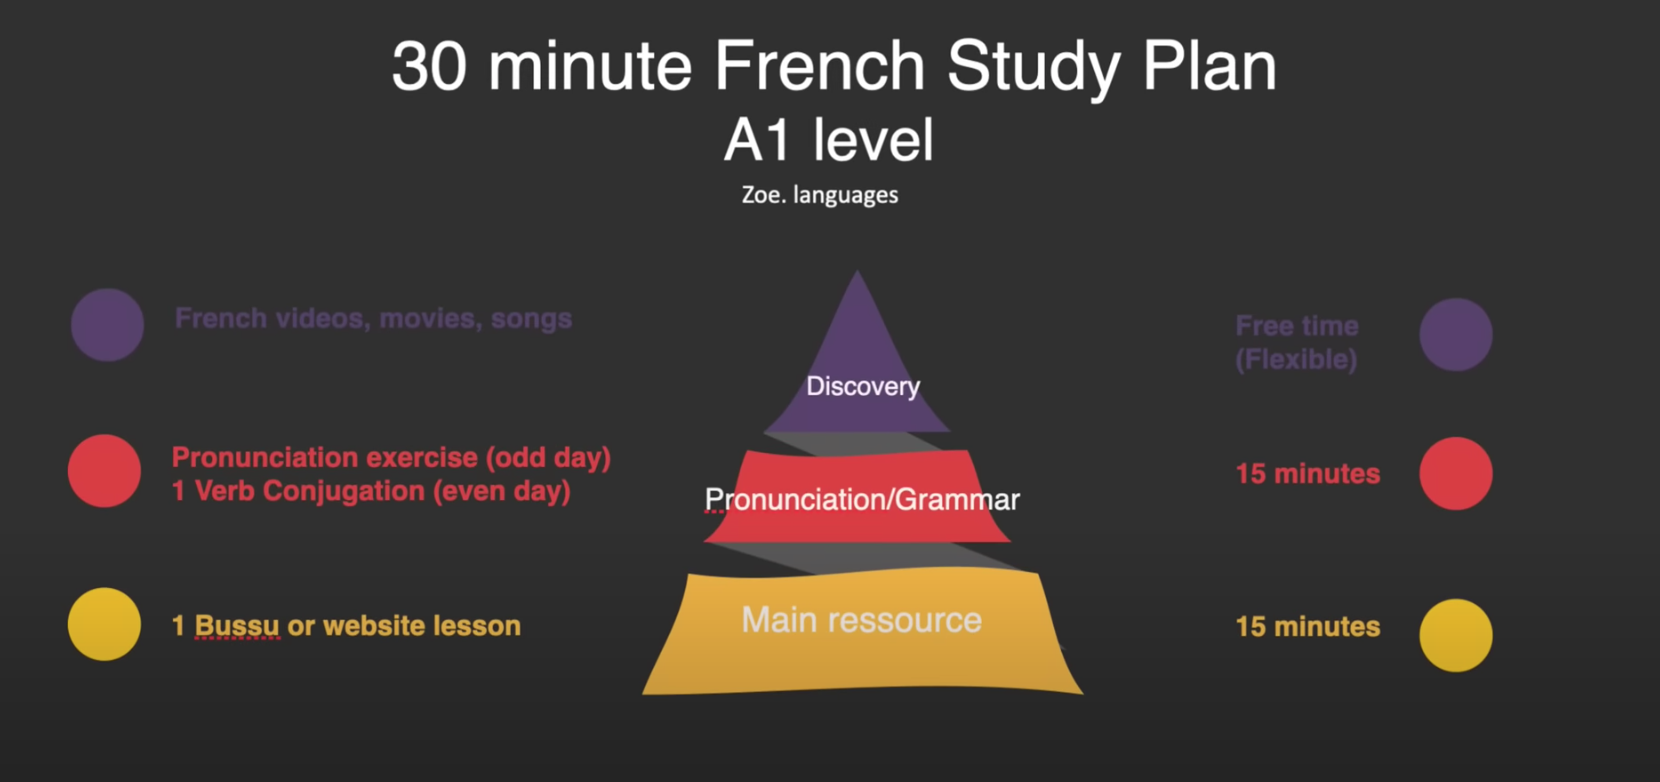 30 minute French Study Plan
A1 level
Zoe. languages
French videos, movies, songs
Discovery
Free time
(Flexible)
Pronunciation exercise (odd day)
1 Verb Conjugation (even day)
Pronunciation/Grammar
15 minutes
1 Bussu or website lesson
Main ressource
15 minutes